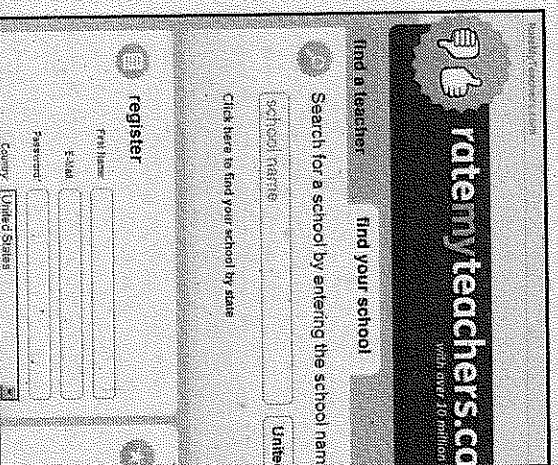 ratemyteachers.co
with over 10 million
find a teacher
find your school
Search for a school by entering the school nam
school name
Unite
Click here to find your school by state
register
First Name
E-Mail
Password
Country
United States